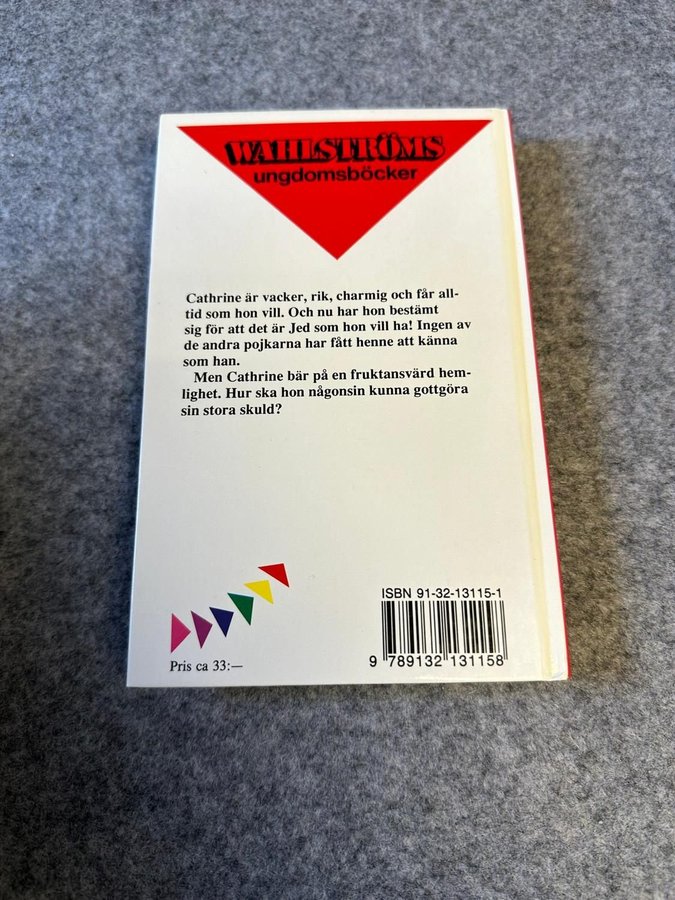 WAHLSTRÖMS
ungdomsböcker
Cathrine är vacker, rik, charmig och får all-
tid som hon vill. Och nu har hon bestämt
sig för att det är Jed som hon vill ha! Ingen av
de andra pojkarna har fått henne att känna
som han.
Men Cathrine bär på en fruktansvärd hem-
lighet. Hur ska hon någonsin kunna gottgöra
sin stora skuld?
ISBN 91-32-13115-1
9 789132 131158
Pris ca 33:—